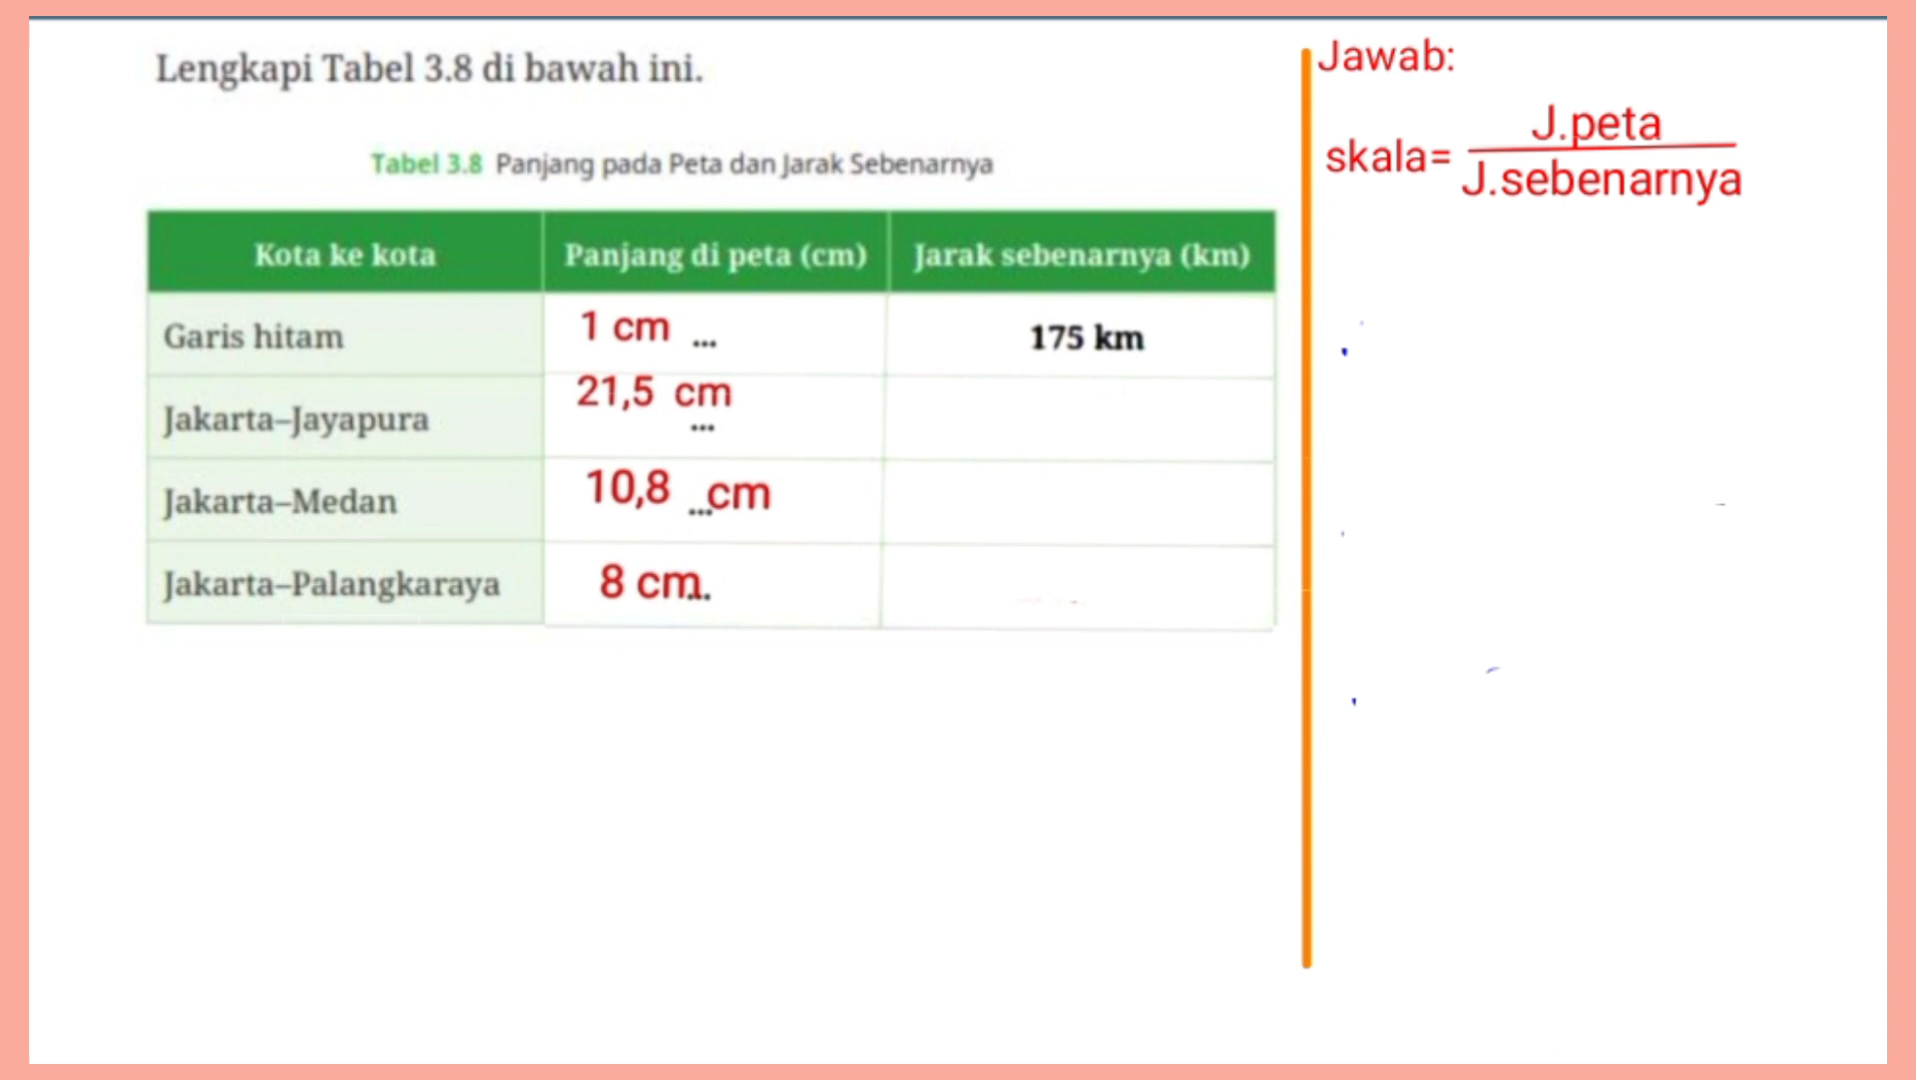 Lengkapi Tabel 3.8 di bawah ini.
Tabel 3.8 Panjang pada Peta dan Jarak Sebenarnya
Kota ke kota Panjang di peta (cm) Jarak sebenarnya (km)
Garis hitam 1 cm ... 175 km
Jakarta–Jayapura 21,5 cm ...
Jakarta–Medan 10,8 ...cm
Jakarta–Palangkaraya 8 cm...
Jawab:
skala= J.peta
J.sebenarnya